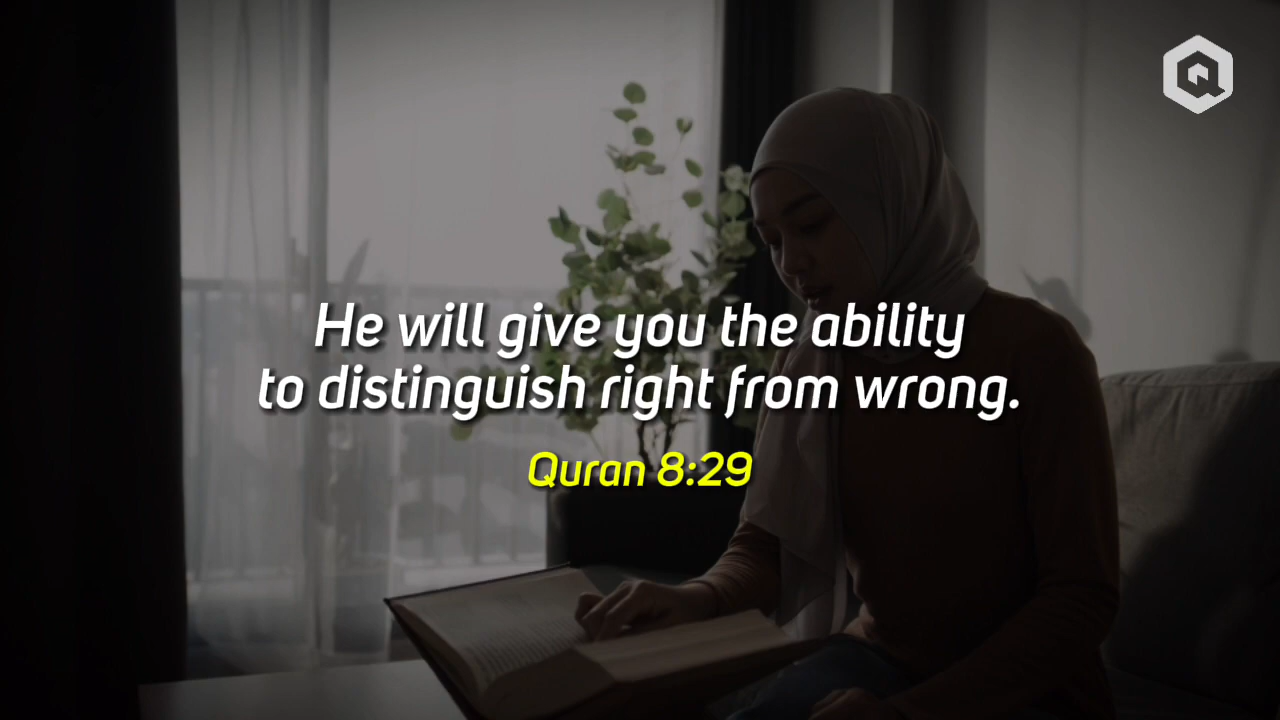 He will give you the ability
to distinguish right from wrong.
Quran 8:29